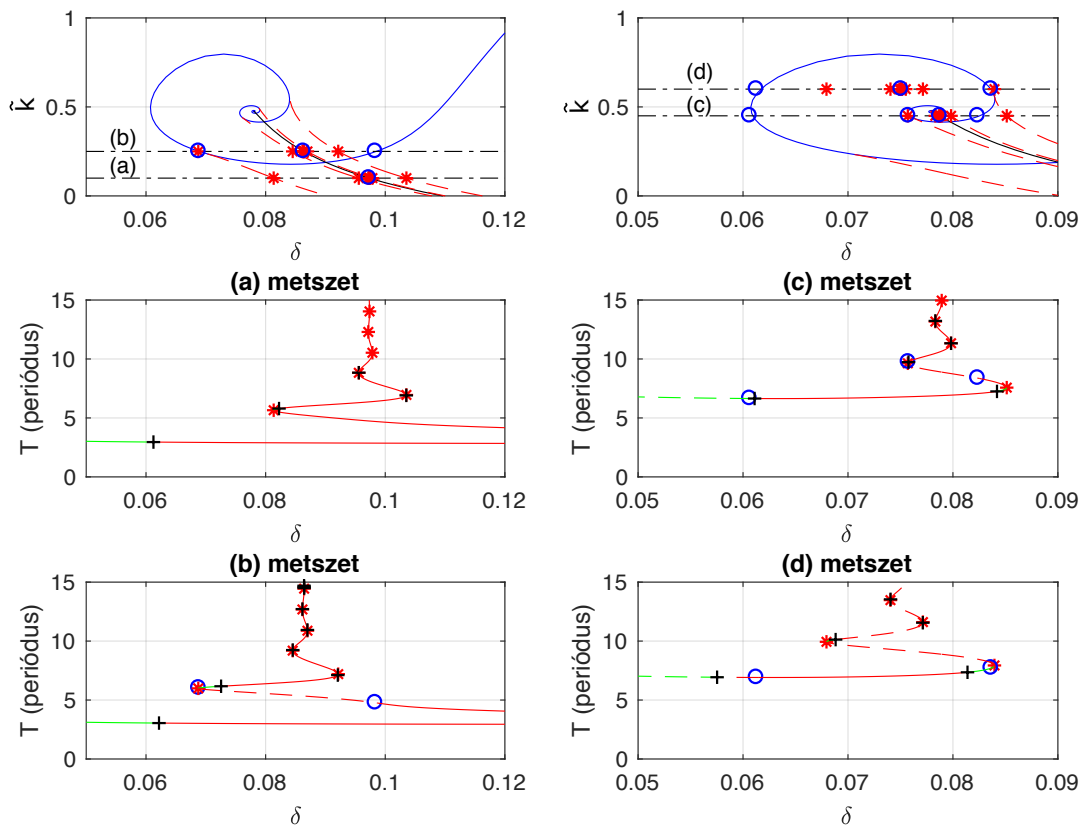 1
0.5
0
k̃
(b)
(a)
0.06
0.08
0.1
0.12
δ
1
0.5
0
k̃
(d)
(c)
0.05
0.06
0.07
0.08
0.09
δ
(a) metszet
15
10
5
0
T (periódus)
0.06
0.08
0.1
0.12
δ
(c) metszet
15
10
5
0
T (periódus)
0.05
0.06
0.07
0.08
0.09
δ
(b) metszet
15
10
5
0
T (periódus)
0.06
0.08
0.1
0.12
δ
(d) metszet
15
10
5
0
T (periódus)
0.05
0.06
0.07
0.08
0.09
δ